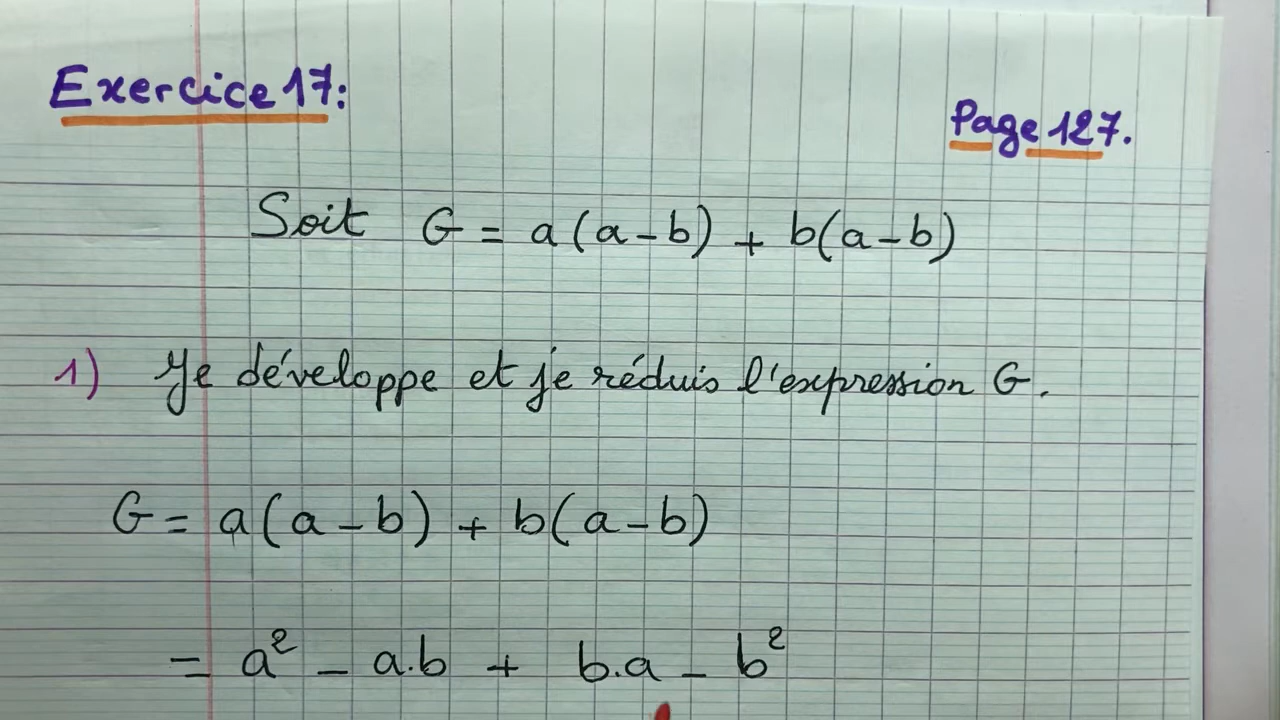 Exercice 17:
Page 127.
Soit G = a(a-b) + b(a-b)
1) Je développe et je réduis l'expression G.
G = a(a-b) + b(a-b)
= a² - a.b + b.a - b²